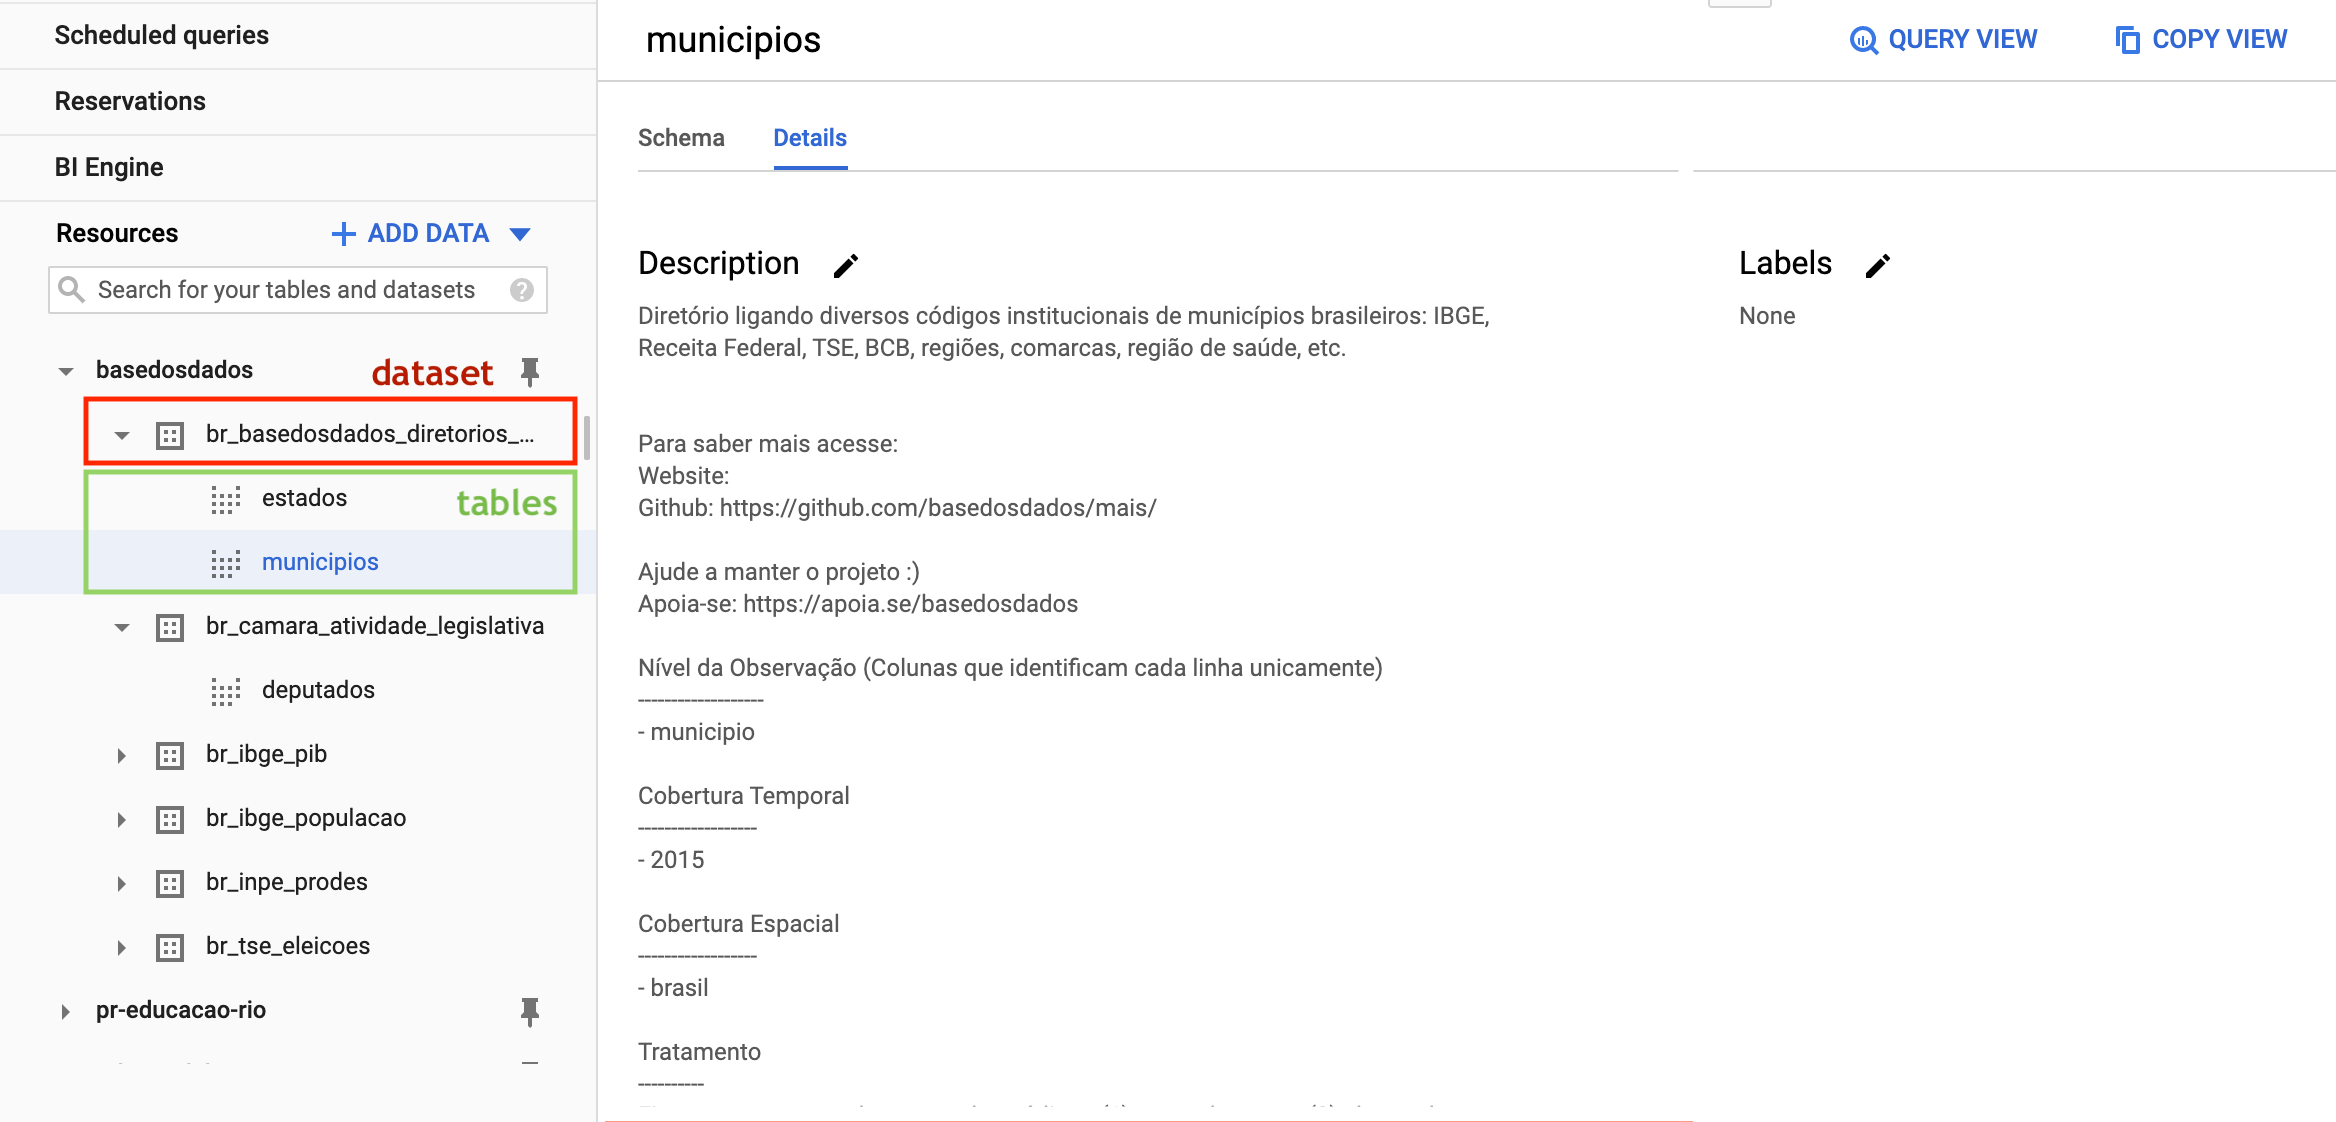 Scheduled queries
Reservations
BI Engine
Resources
ADD DATA
Search for your tables and datasets
basedosdados
dataset
br_basedosdados_diretorios_...
estados
tables
municipios
br_camara_atividade_legislativa
deputados
br_ibge_pib
br_ibge_populacao
br_inpe_prodes
br_tse_eleicoes
pr-educacao-rio
municipios
QUERY VIEW
COPY VIEW
Schema
Details
Description
Diretório ligando diversos códigos institucionais de municípios brasileiros: IBGE,
Receita Federal, TSE, BCB, regiões, comarcas, região de saúde, etc.
Para saber mais acesse:
Website:
Github: https://github.com/basedosdados/mais/
Ajude a manter o projeto :)
Apoia-se: https://apoia.se/basedosdados
Nível da Observação (Colunas que identificam cada linha unicamente)
-------------------
- municipio
Cobertura Temporal
------------------
- 2015
Cobertura Espacial
------------------
- brasil
Tratamento
----------
Labels
None